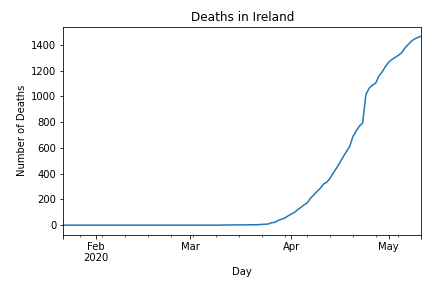 Deaths in Ireland
Number of Deaths
1400
1200
1000
800
600
400
200
0
Feb
2020
Mar
Apr
May
Day